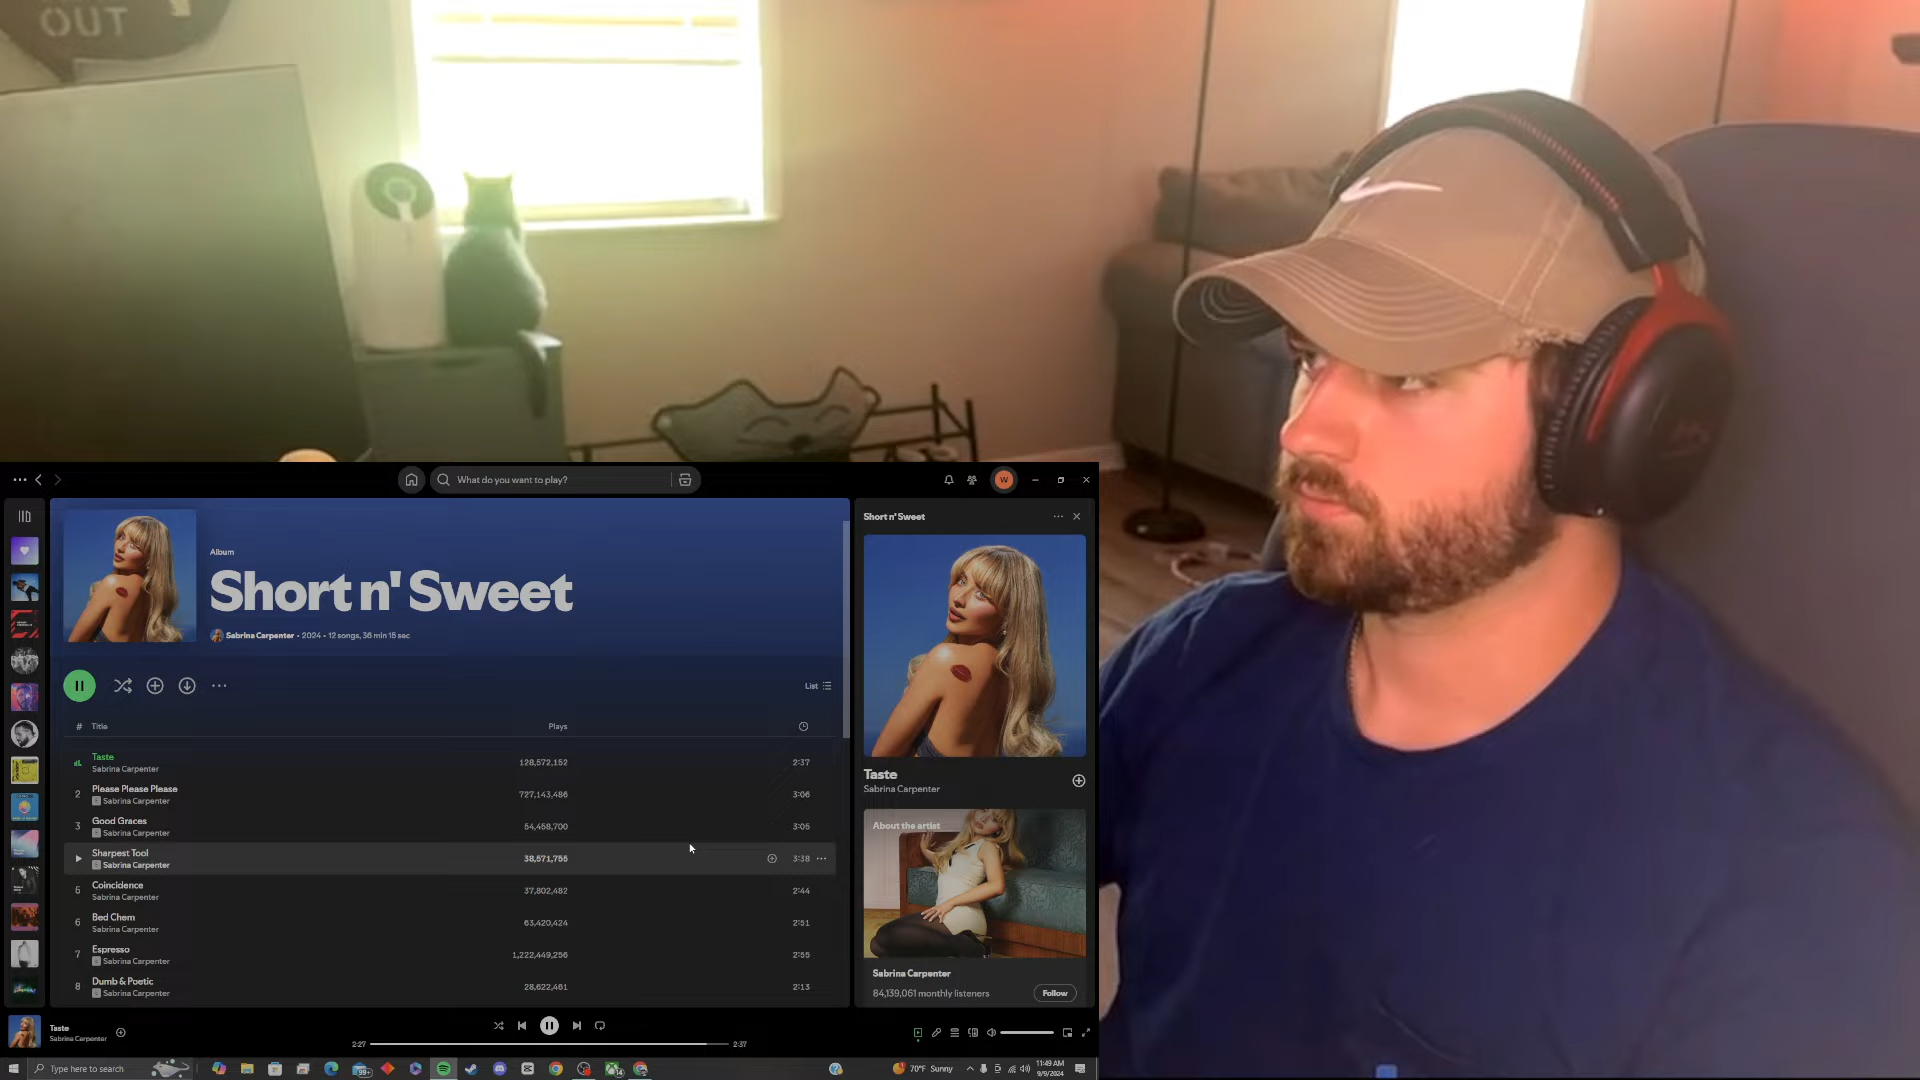 OUT
What do you want to play?
W
Album
Short n' Sweet
Sabrina Carpenter • 2024 • 12 songs, 36 min 15 sec
List
# Title Plays
Taste
Sabrina Carpenter
128,572,152 2:37
2 Please Please Please
E Sabrina Carpenter
727,143,486 3:06
3 Good Graces
E Sabrina Carpenter
54,458,700 3:05
Sharpest Tool
E Sabrina Carpenter
38,571,755 3:38
5 Coincidence
Sabrina Carpenter
37,802,482 2:44
6 Bed Chem
Sabrina Carpenter
63,420,424 2:51
7 Espresso
E Sabrina Carpenter
1,222,449,256 2:55
8 Dumb & Poetic
E Sabrina Carpenter
28,622,461 2:13
Short n' Sweet
Taste
Sabrina Carpenter
About the artist
Sabrina Carpenter
84,139,061 monthly listeners
Follow
Taste
Sabrina Carpenter
2:27
2:37
Type here to search
99+
14
70°F Sunny
11:49 AM
9/9/2024